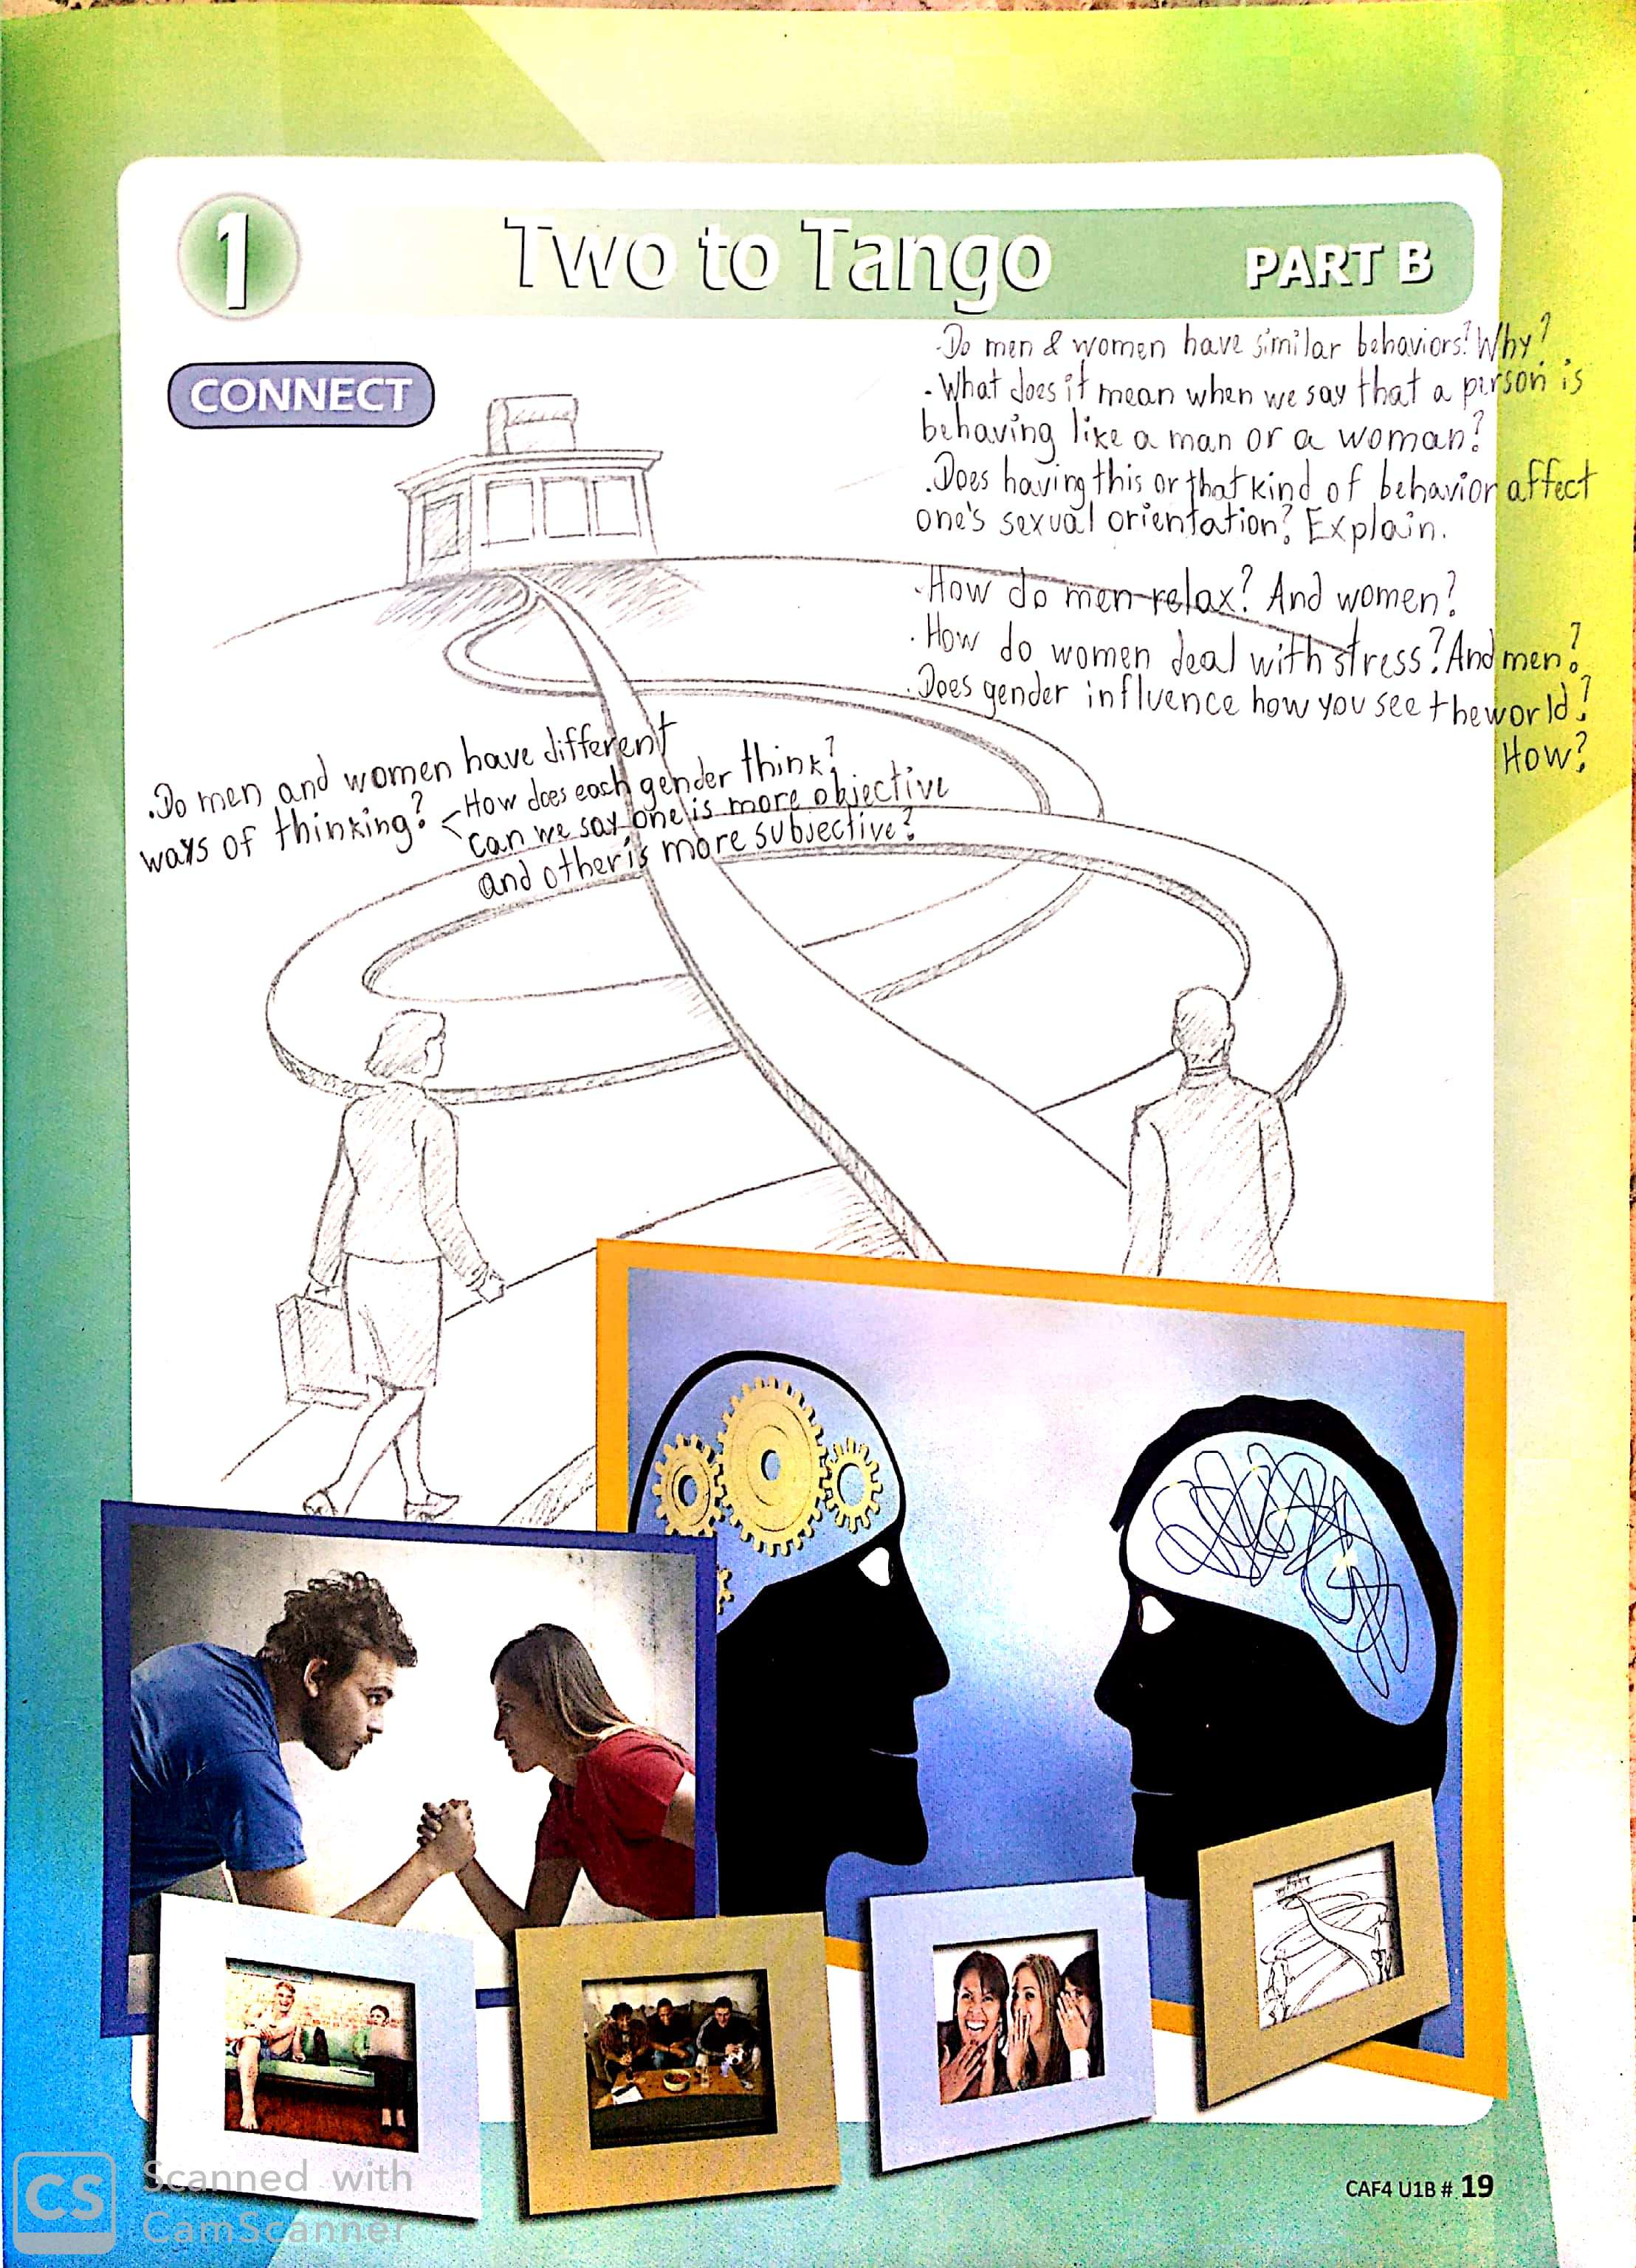 1 Two to Tango PART B
CONNECT
.Do men & women have similar behaviors? Why?
.What does it mean when we say that a person is
behaving like a man or a woman?
.Does having this or that kind of behavior affect
one's sexual orientation? Explain.
.How do men relax? And women?
.How do women deal with stress? And men?
.Does gender influence how you see the world?
How?
.Do men and women have different
ways of thinking?
How does each gender think?
can we say one is more objective
and other is more subjective?
CAF4 U1B # 19
CS Scanned with
CamScanner